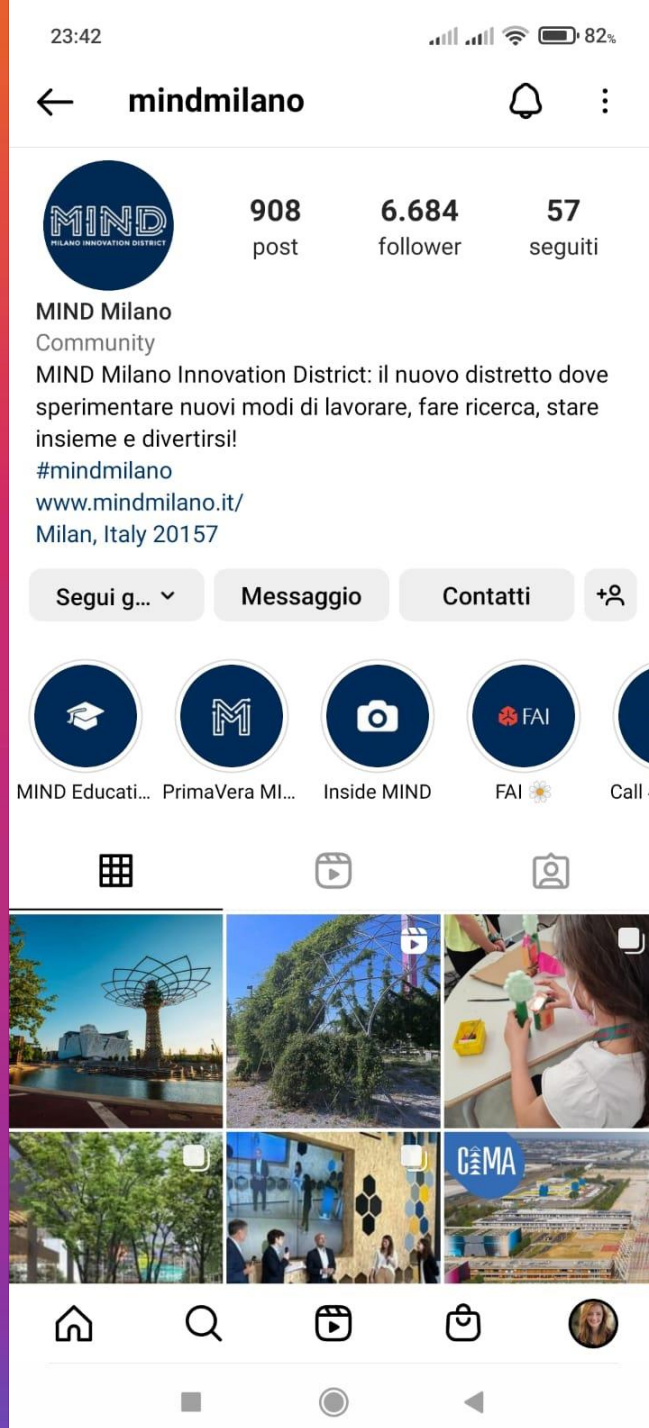 23:42
82%
mindmilano
MIND
MILANO INNOVATION DISTRICT
908
post
6.684
follower
57
seguiti
MIND Milano
Community
MIND Milano Innovation District: il nuovo distretto dove
sperimentare nuovi modi di lavorare, fare ricerca, stare
insieme e divertirsi!
#mindmilano
www.mindmilano.it/
Milan, Italy 20157
Segui g...
Messaggio
Contatti
FAI
MIND Educati...
PrimaVera MI...
Inside MIND
FAI
Call